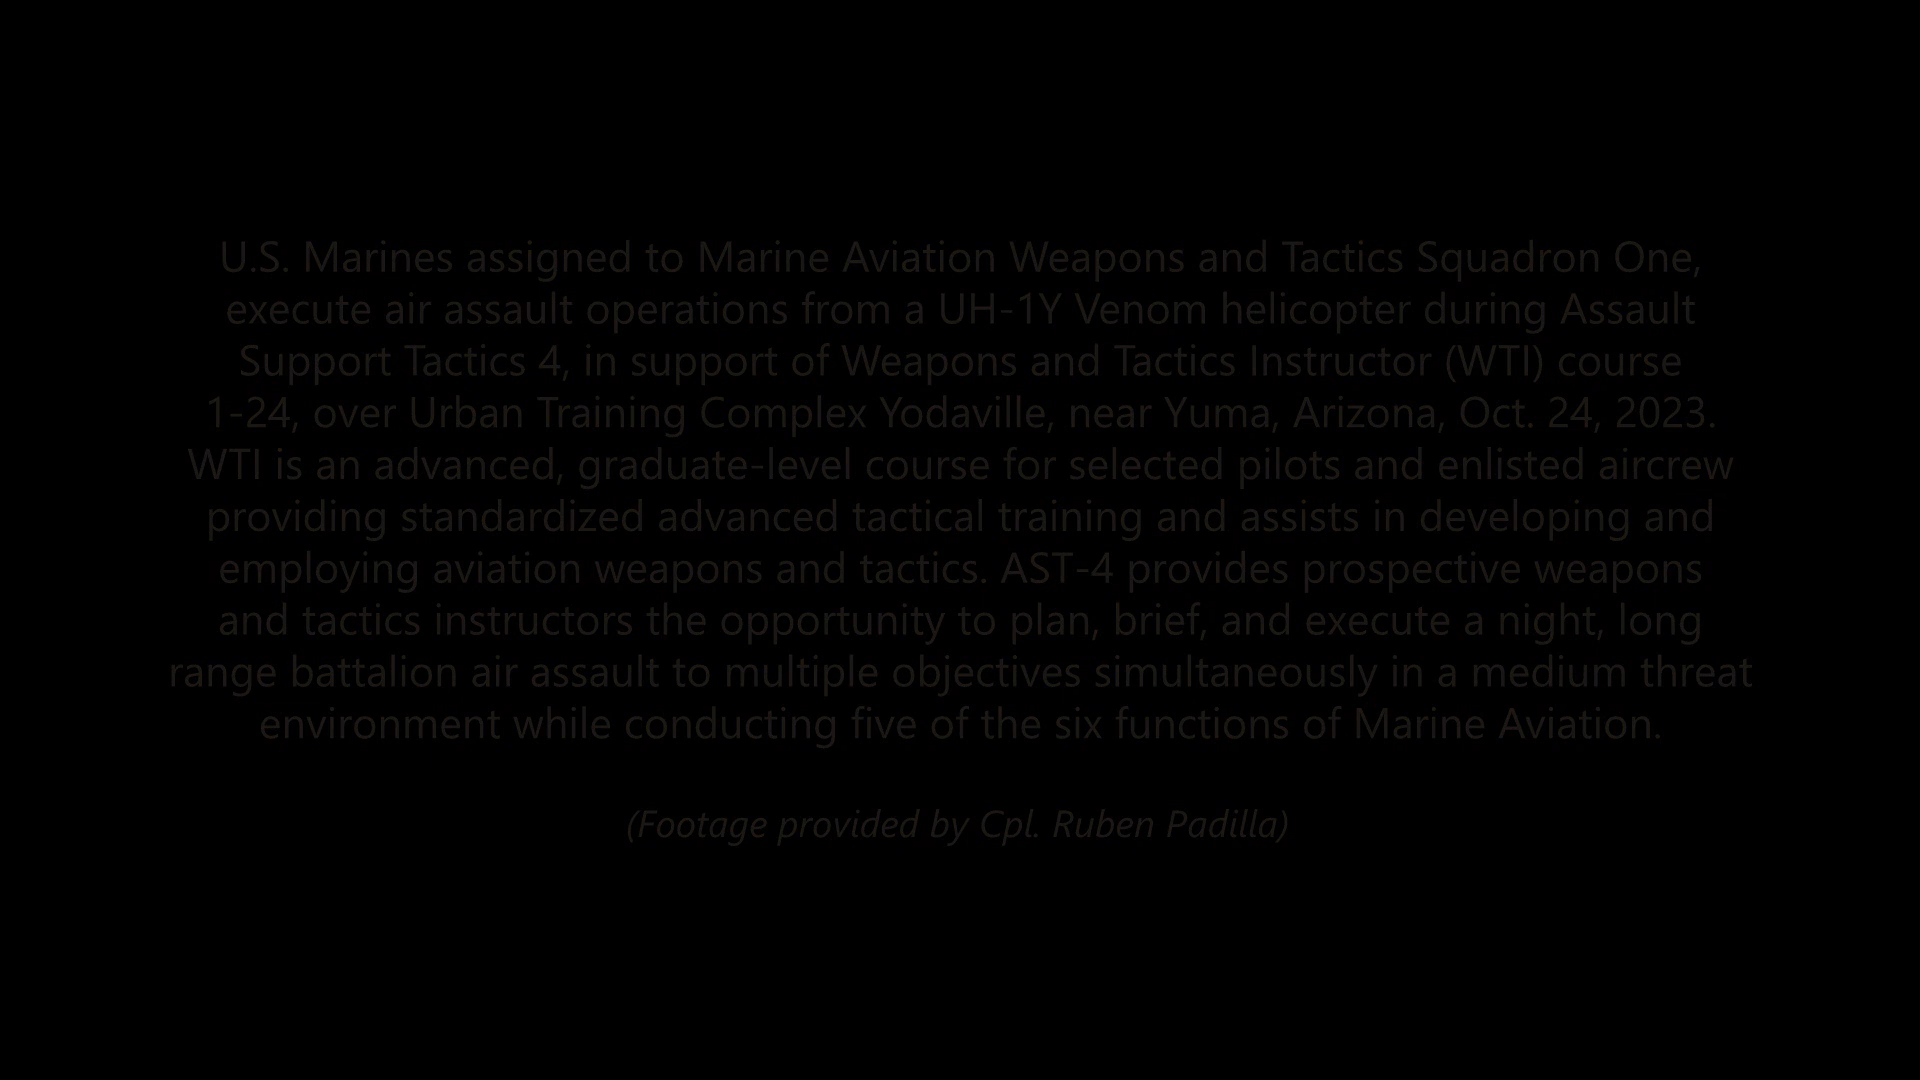 U.S. Marines assigned to Marine Aviation Weapons and Tactics Squadron One,
execute air assault operations from a UH-1Y Venom helicopter during Assault
Support Tactics 4, in support of Weapons and Tactics Instructor (WTI) course
1-24, over Urban Training Complex Yodaville, near Yuma, Arizona, Oct. 24, 2023.
WTI is an advanced, graduate-level course for selected pilots and enlisted aircrew
providing standardized advanced tactical training and assists in developing and
employing aviation weapons and tactics. AST-4 provides prospective weapons
and tactics instructors the opportunity to plan, brief, and execute a night, long
range battalion air assault to multiple objectives simultaneously in a medium threat
environment while conducting five of the six functions of Marine Aviation.
(Footage provided by Cpl. Ruben Padilla)